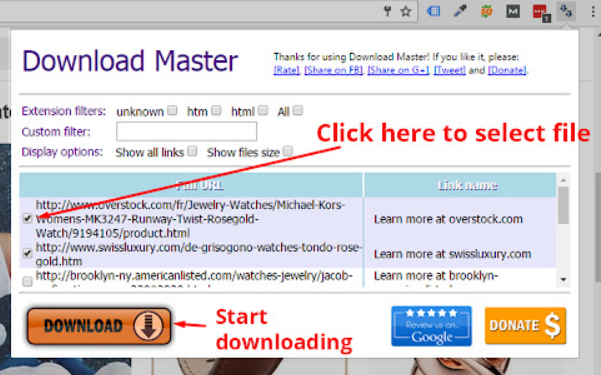 Download Master
Thanks for using Download Master! If you like it, please:
[Rate], [Share on FB], [Share on G+], [Tweet] and [Donate].
Extension filters: unknown htm html All
Custom filter:
Display options: Show all links Show files size
Click here to select file
Full URL Link name
http://www.overstock.com/fr/Jewelry-Watches/Michael-Kors-
Womens-MK3247-Runway-Twist-Rosegold-
Watch/9194105/product.html
Learn more at overstock.com
http://www.swissluxury.com/de-grisogono-watches-tondo-rose-
gold.htm
Learn more at swissluxury.com
http://brooklyn-ny.americanlisted.com/watches-jewelry/jacob-
Learn more at brooklyn-
DOWNLOAD
Start
downloading
Review us on...
Google
DONATE $